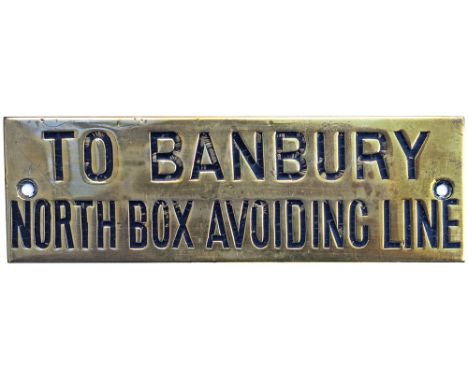 TO BANBURY
NORTH BOX AVOIDING LINE